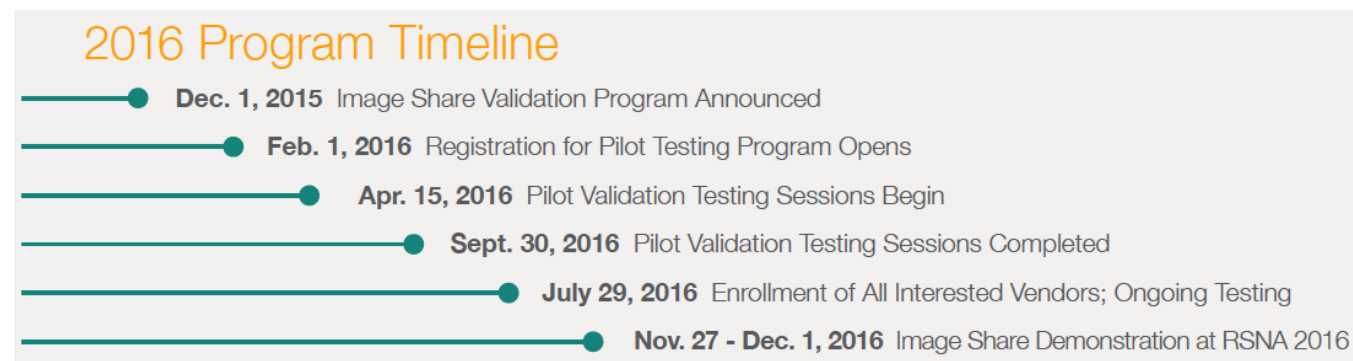 2016 Program Timeline
Dec. 1, 2015 Image Share Validation Program Announced
Feb. 1, 2016 Registration for Pilot Testing Program Opens
Apr. 15, 2016 Pilot Validation Testing Sessions Begin
Sept. 30, 2016 Pilot Validation Testing Sessions Completed
July 29, 2016 Enrollment of All Interested Vendors; Ongoing Testing
Nov. 27 - Dec. 1, 2016 Image Share Demonstration at RSNA 2016